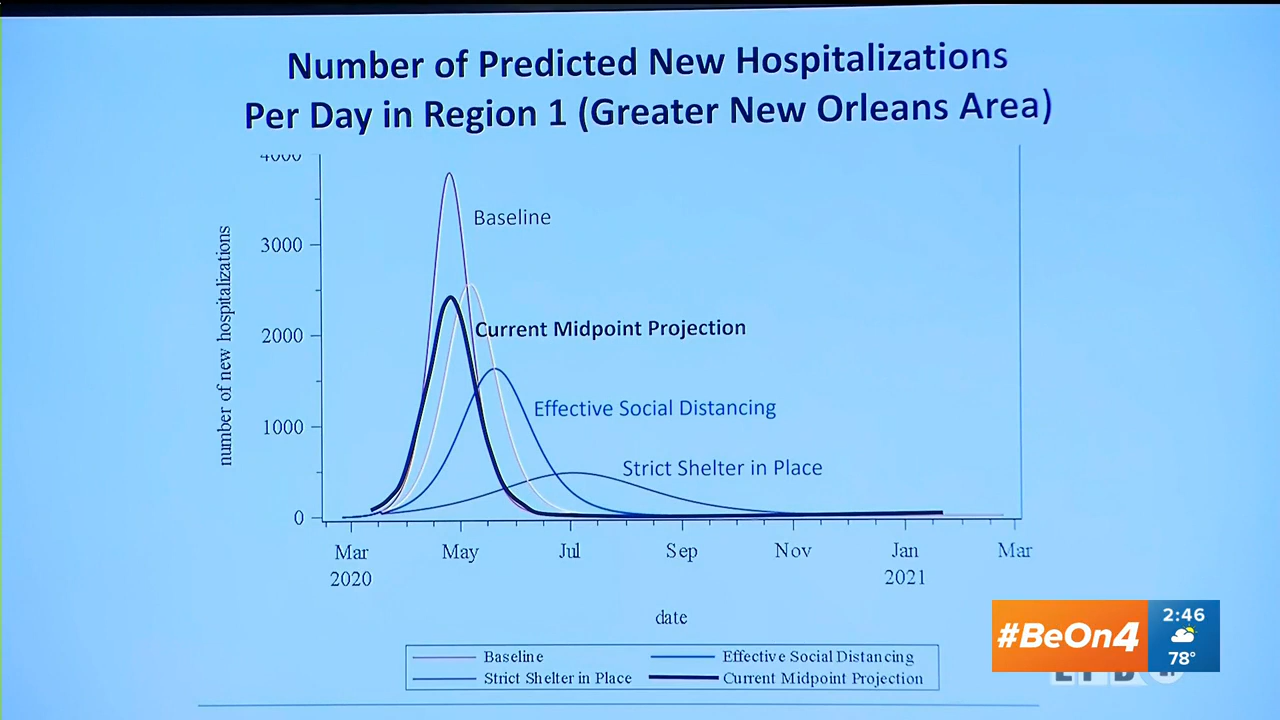 Number of Predicted New Hospitalizations
Per Day in Region 1 (Greater New Orleans Area)
4000
Baseline
3000
number of new hospitalizations
Current Midpoint Projection
2000
Effective Social Distancing
1000
Strict Shelter in Place
0
Mar May Jul Sep Nov Jan Mar
2020 2021
date
#BeOn4
2:46
78°
Baseline Effective Social Distancing
Strict Shelter in Place Current Midpoint Projection